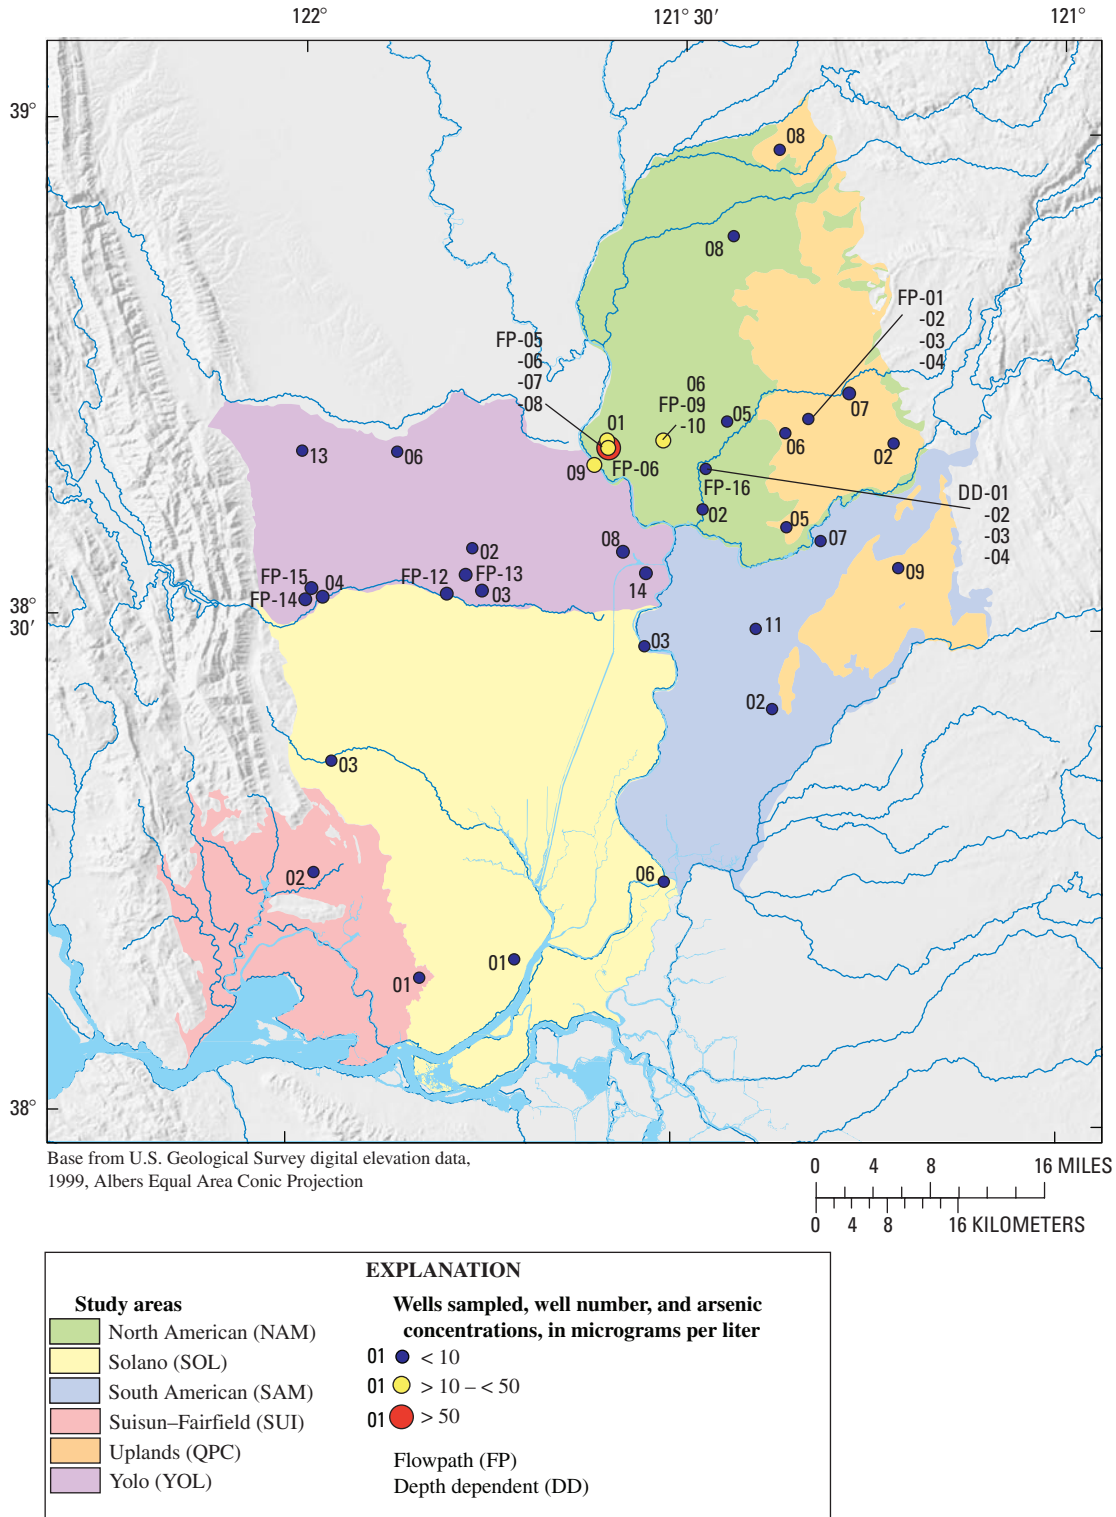 122°
121° 30'
121°
39°
08
08
FP-01
-02
-03
-04
FP-05
-06
-07
-08
06
FP-09
-10
05
07
01
06
02
13
06
09
FP-06
FP-16
DD-01
-02
-03
-04
02
05
07
02
08
FP-15
04
FP-12
FP-13
09
FP-14
03
14
38°
30'
11
03
02
03
02
06
01
01
38°
Base from U.S. Geological Survey digital elevation data,
1999, Albers Equal Area Conic Projection
0 4 8 16 MILES
0 4 8 16 KILOMETERS
EXPLANATION
Study areas
North American (NAM)
Solano (SOL)
South American (SAM)
Suisun–Fairfield (SUI)
Uplands (QPC)
Yolo (YOL)
Wells sampled, well number, and arsenic
concentrations, in micrograms per liter
01 < 10
01 > 10 – < 50
01 > 50
Flowpath (FP)
Depth dependent (DD)